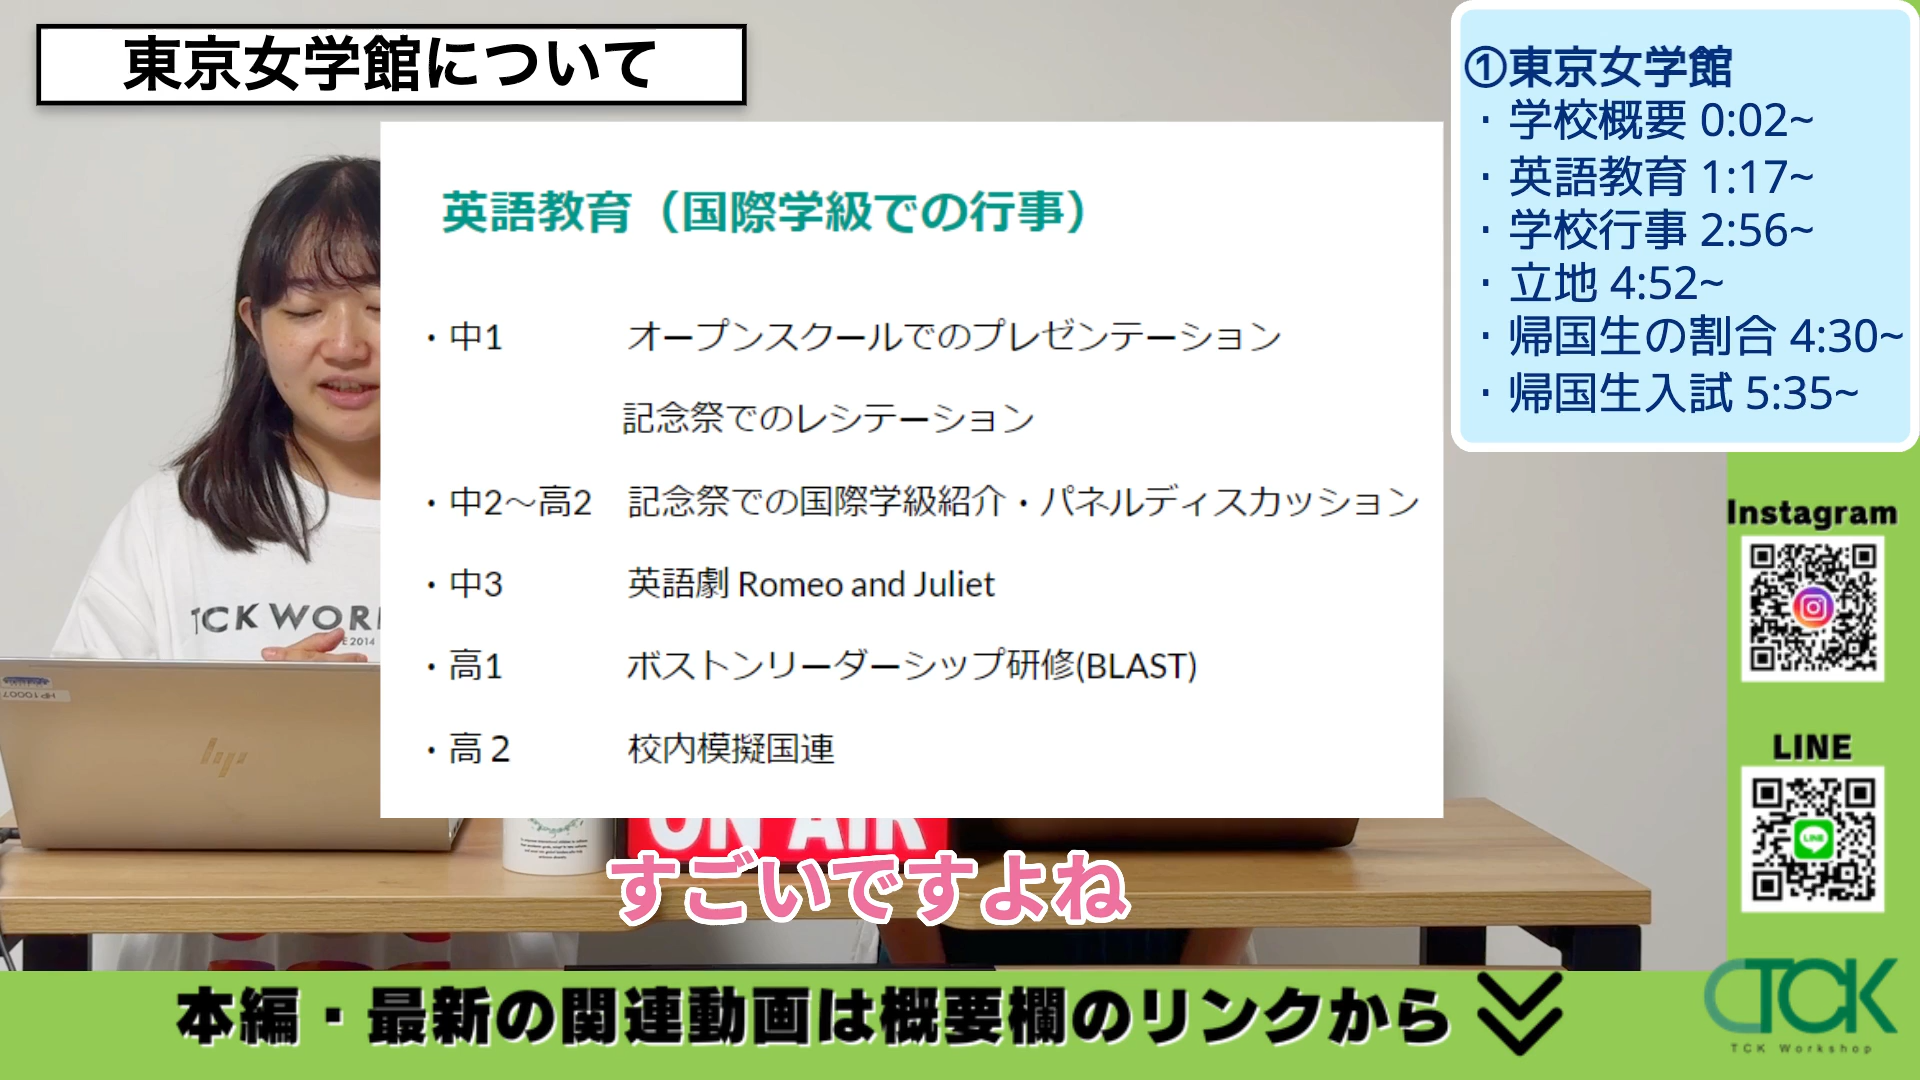 東京女学館について
①東京女学館
・学校概要 0:02~
・英語教育 1:17~
・学校行事 2:56~
・立地 4:52~
・帰国生の割合 4:30~
・帰国生入試 5:35~
英語教育（国際学級での行事）
・中1 オープンスクールでのプレゼンテーション
記念祭でのレシテーション
・中2～高2 記念祭での国際学級紹介・パネルディスカッション
・中3 英語劇 Romeo and Juliet
・高1 ボストンリーダーシップ研修(BLAST)
・高２ 校内模擬国連
TCK WOR
E2014
hp
HP10007
Instagram
LINE
LINE
ON AIR
すごいですよね
本編・最新の関連動画は概要欄のリンクから
TCK
TCK Workshop